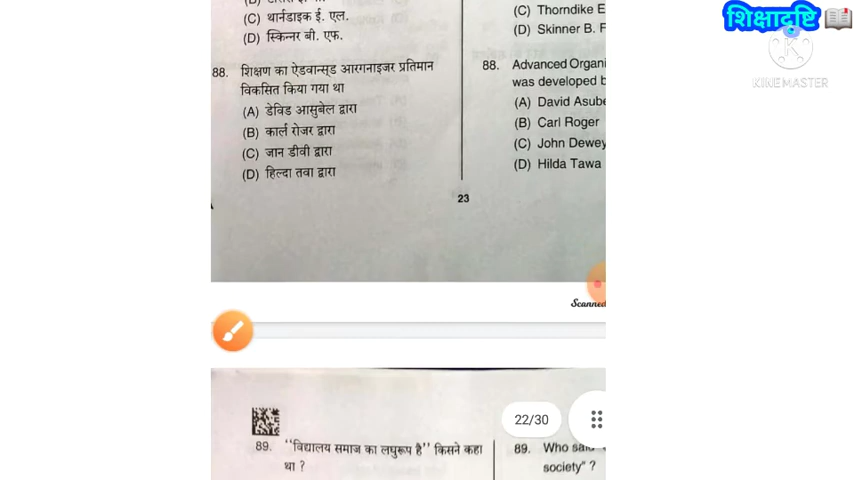 शिक्षादृष्टि
KINEMASTER
(C) थार्नडाइक ई. एल.
(D) स्किन्नर बी. एफ.
88. शिक्षण का ऐडवान्स्ड आरगनाइजर प्रतिमान
विकसित किया गया था
(A) डेविड आसुबेल द्वारा
(B) कार्ल रोजर द्वारा
(C) जान डीवी द्वारा
(D) हिल्दा तवा द्वारा
(C) Thorndike E
(D) Skinner B. F
88. Advanced Organi
was developed b
(A) David Asube
(B) Carl Roger
(C) John Dewey
(D) Hilda Tawa
23
Scanned
22/30
89. "विद्यालय समाज का लघुरूप है" किसने कहा
था ?
89. Who said
society" ?